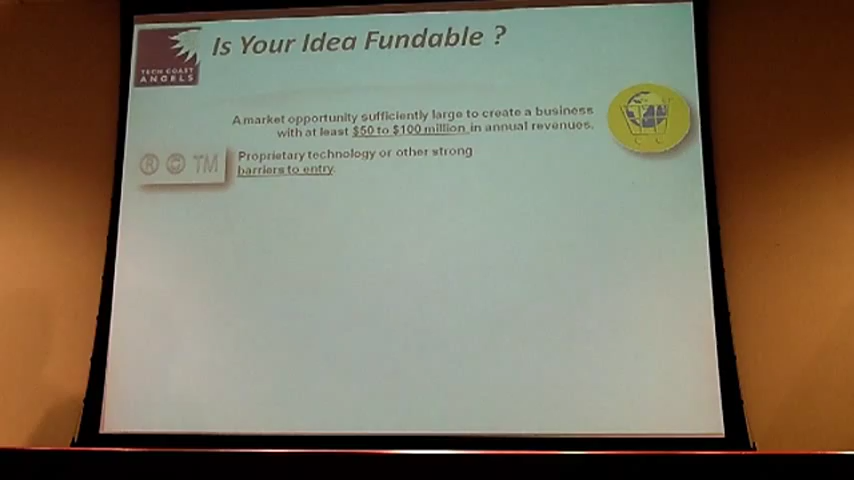 Is Your Idea Fundable ?
TECH COAST
ANGELS
A market opportunity sufficiently large to create a business
with at least $50 to $100 million in annual revenues.
® © TM
Proprietary technology or other strong
barriers to entry.